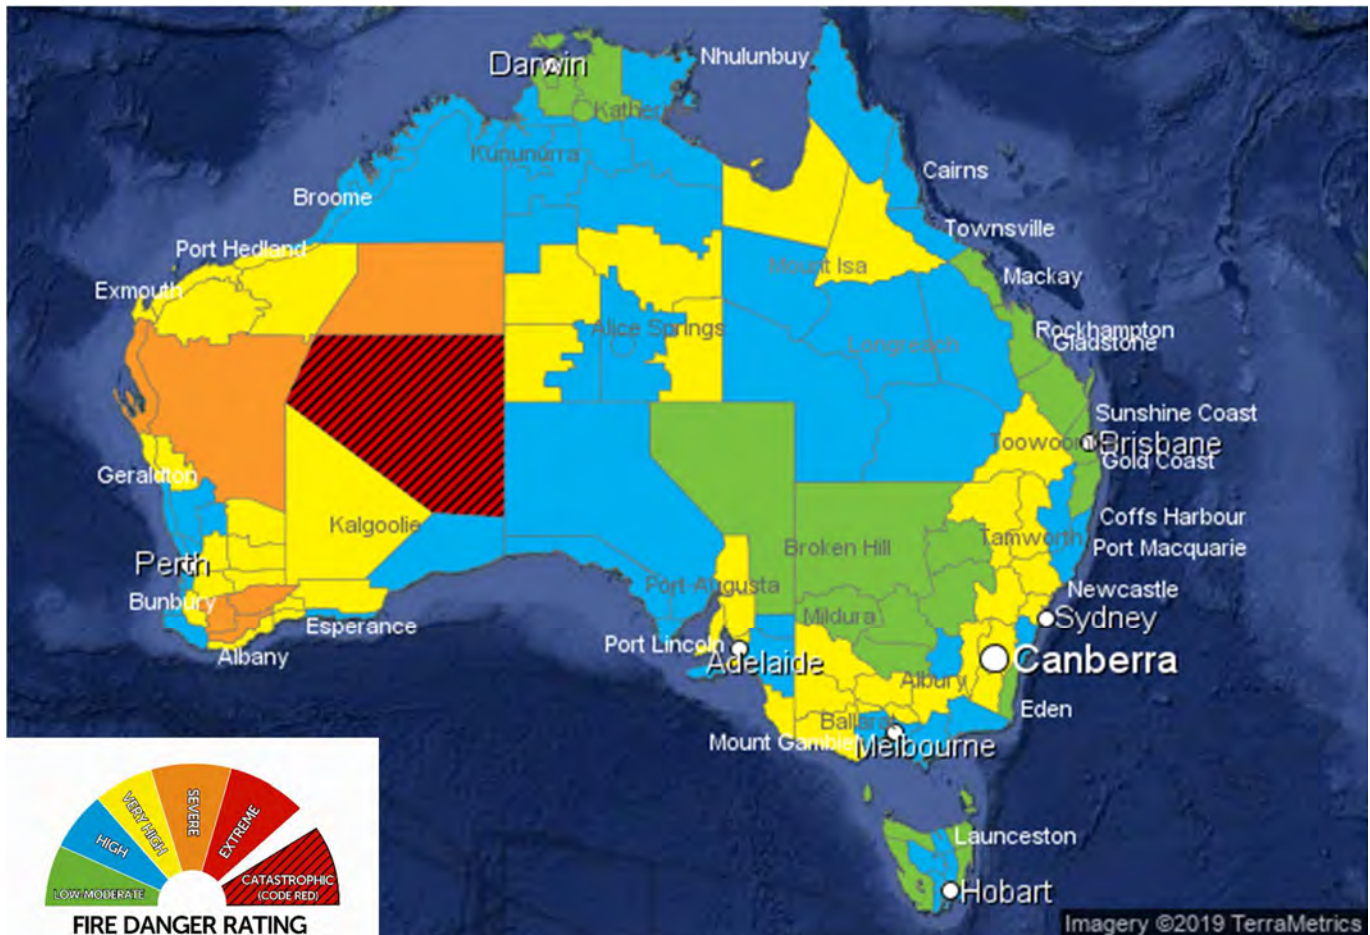 Darwin
Nhulunbuy
Katherine
Kununurra
Cairns
Broome
Townsville
Port Hedland
Mount Isa
Mackay
Exmouth
Alice Springs
Rockhampton
Longreach
Gladstone
Sunshine Coast
Toowoomba
Brisbane
Gold Coast
Geraldton
Kalgoolie
Coffs Harbour
Tamworth
Broken Hill
Port Macquarie
Perth
Port Augusta
Newcastle
Bunbury
Mildura
Sydney
Esperance
Port Lincoln
Albany
Adelaide
Canberra
Albury
Eden
Ballarat
Mount Gambier
Melbourne
Launceston
Hobart
LOW-MODERATE
HIGH
VERY HIGH
SEVERE
EXTREME
CATASTROPHIC
(CODE RED)
FIRE DANGER RATING
Imagery ©2019 TerraMetrics